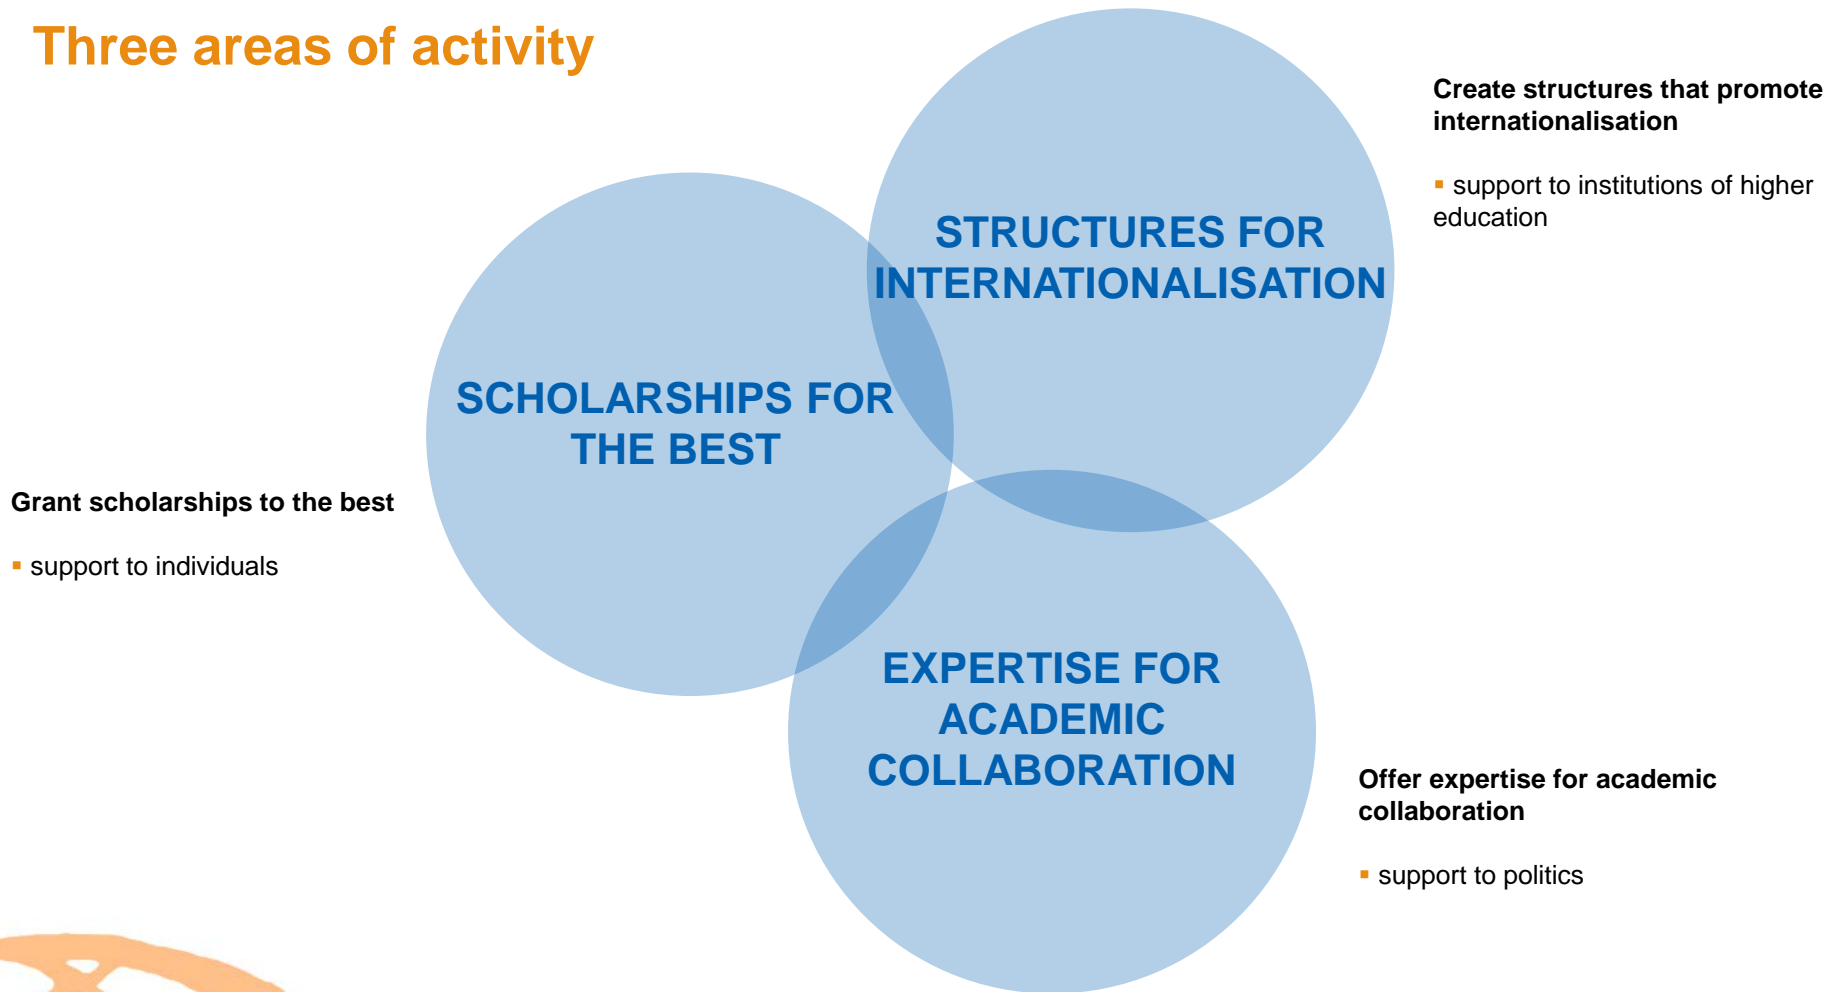 Three areas of activity
Create structures that promote
internationalisation
▪ support to institutions of higher
education
STRUCTURES FOR
INTERNATIONALISATION
SCHOLARSHIPS FOR
THE BEST
Grant scholarships to the best
▪ support to individuals
EXPERTISE FOR
ACADEMIC
COLLABORATION
Offer expertise for academic
collaboration
▪ support to politics